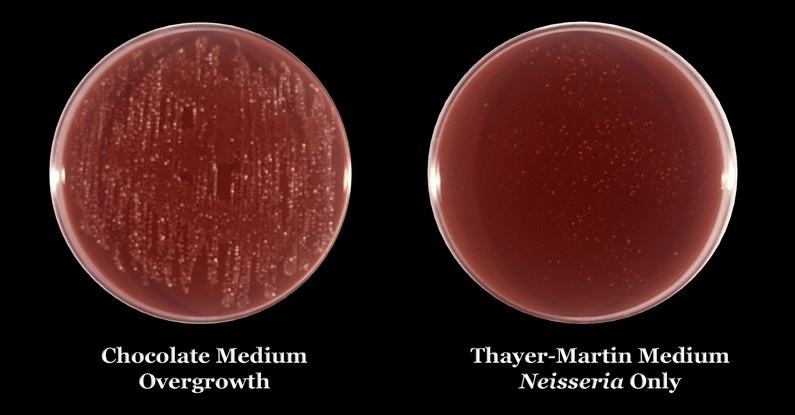 Chocolate Medium
Overgrowth
Thayer-Martin Medium
Neisseria Only